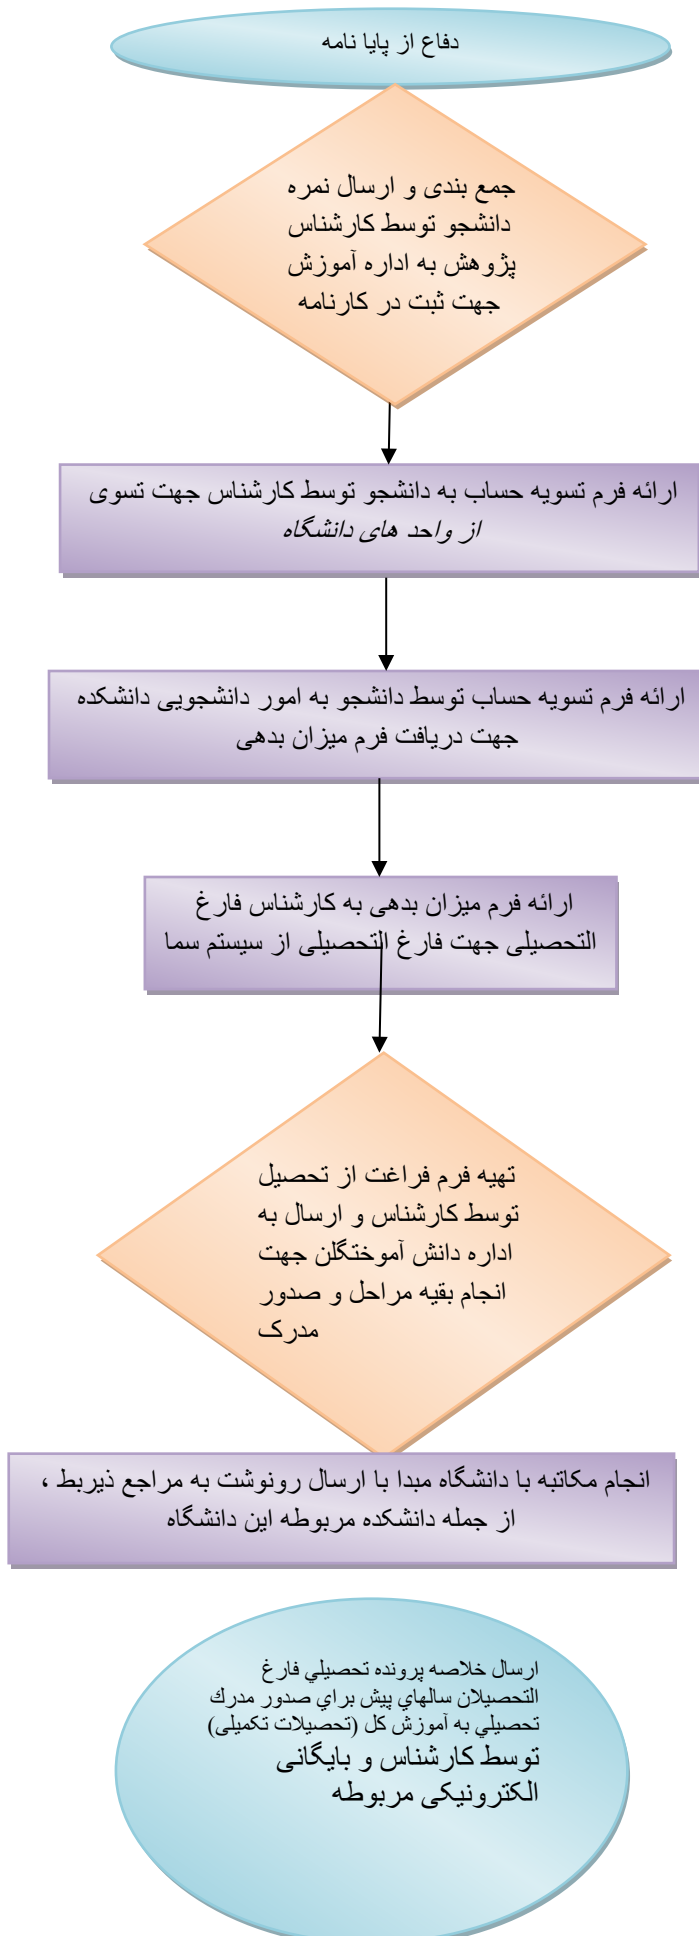 دفاع از پایا نامه
جمع بندی و ارسال نمره
دانشجو توسط کارشناس
پژوهش به اداره آموزش
جهت ثبت در کارنامه
ارائه فرم تسویه حساب به دانشجو توسط کارشناس جهت تسوی
از واحد های دانشگاه
ارائه فرم تسویه حساب توسط دانشجو به امور دانشجویی دانشکده
جهت دریافت فرم میزان بدهی
ارائه فرم میزان بدهی به کارشناس فارغ
التحصیلی جهت فارغ التحصیلی از سیستم سما
تهیه فرم فراغت از تحصیل
توسط کارشناس و ارسال به
اداره دانش آموختگلن جهت
انجام بقیه مراحل و صدور
مدرک
انجام مکاتبه با دانشگاه مبدا با ارسال رونوشت به مراجع ذیربط ،
از جمله دانشکده مربوطه این دانشگاه
ارسال خلاصه پرونده تحصيلي فارغ
التحصيلان سالهاي پيش براي صدور مدرك
تحصيلي به آموزش كل (تحصیلات تکمیلی)
توسط کارشناس و بایگانی
الکترونیکی مربوطه